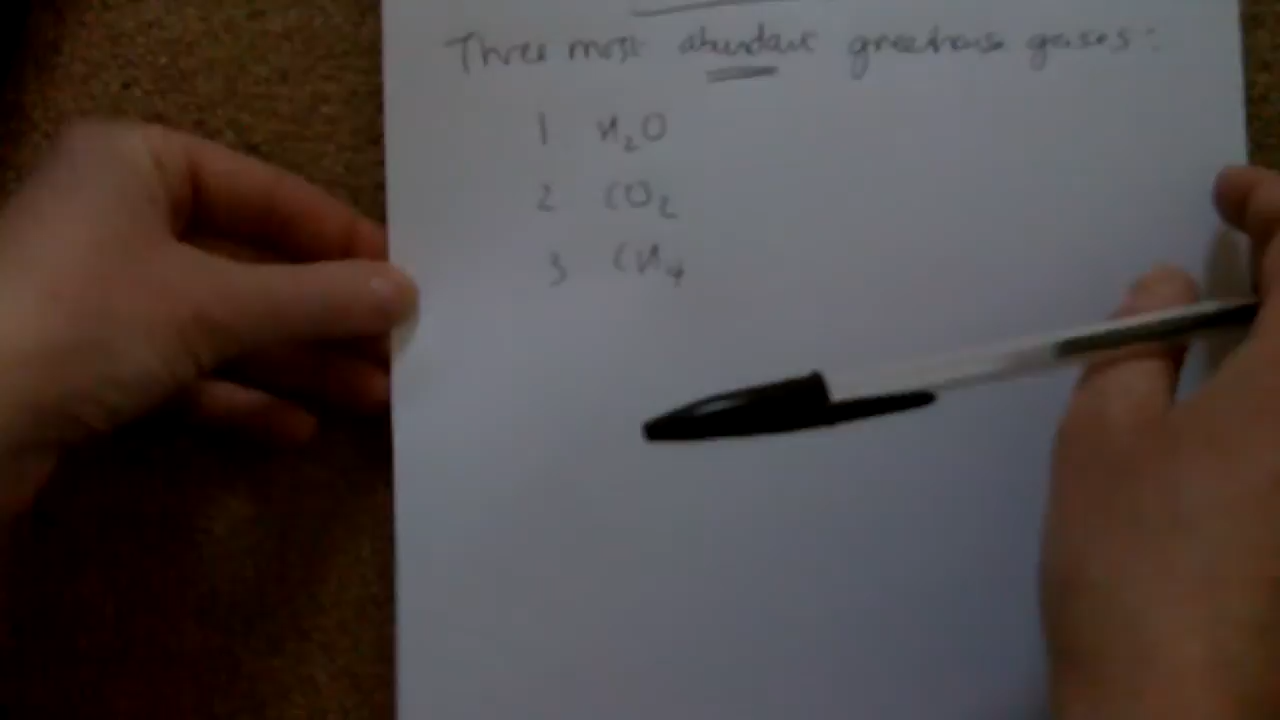 Three most abundant greenhouse gases:
1 H₂O
2 CO₂
3 CH₄